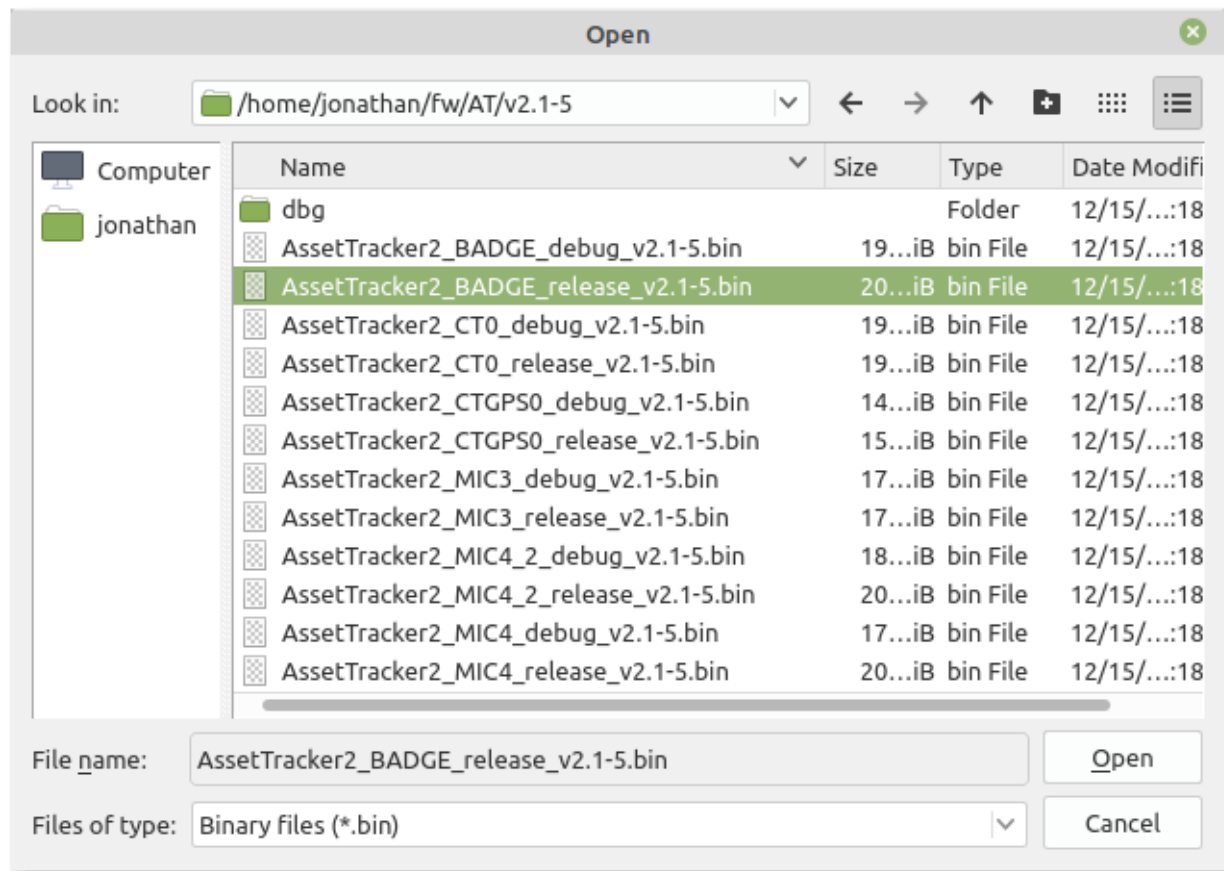 Open
Look in: /home/jonathan/fw/AT/v2.1-5
Computer
jonathan
Name Size Type Date Modifi
dbg Folder 12/15/…:18
AssetTracker2_BADGE_debug_v2.1-5.bin 19…iB bin File 12/15/…:18
AssetTracker2_BADGE_release_v2.1-5.bin 20…iB bin File 12/15/…:18
AssetTracker2_CT0_debug_v2.1-5.bin 19…iB bin File 12/15/…:18
AssetTracker2_CT0_release_v2.1-5.bin 19…iB bin File 12/15/…:18
AssetTracker2_CTGPS0_debug_v2.1-5.bin 14…iB bin File 12/15/…:18
AssetTracker2_CTGPS0_release_v2.1-5.bin 15…iB bin File 12/15/…:18
AssetTracker2_MIC3_debug_v2.1-5.bin 17…iB bin File 12/15/…:18
AssetTracker2_MIC3_release_v2.1-5.bin 17…iB bin File 12/15/…:18
AssetTracker2_MIC4_2_debug_v2.1-5.bin 18…iB bin File 12/15/…:18
AssetTracker2_MIC4_2_release_v2.1-5.bin 20…iB bin File 12/15/…:18
AssetTracker2_MIC4_debug_v2.1-5.bin 17…iB bin File 12/15/…:18
AssetTracker2_MIC4_release_v2.1-5.bin 20…iB bin File 12/15/…:18
File name: AssetTracker2_BADGE_release_v2.1-5.bin Open
Files of type: Binary files (*.bin) Cancel